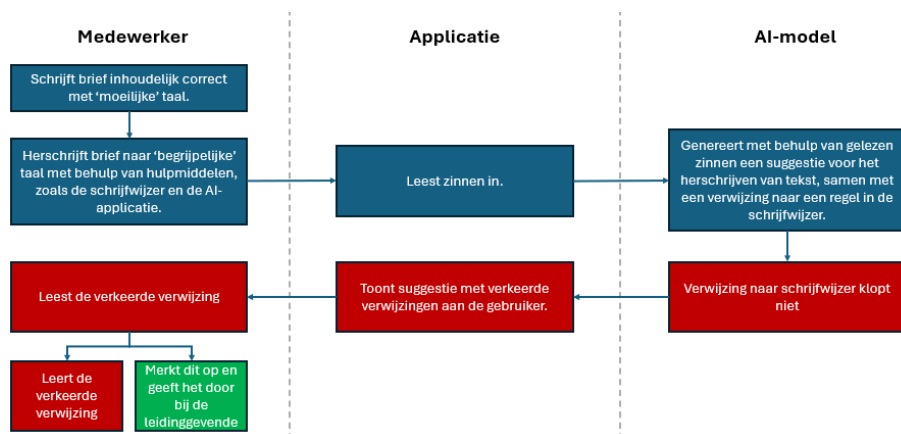 Medewerker
Applicatie
AI-model
Schrijft brief inhoudelijk correct
met ‘moeilijke’ taal.
Herschrijft brief naar ‘begrijpelijke’
taal met behulp van hulpmiddelen,
zoals de schrijfwijzer en de AI-
applicatie.
Leest zinnen in.
Genereert met behulp van gelezen
zinnen een suggestie voor het
herschrijven van tekst, samen met
een verwijzing naar een regel in de
schrijfwijzer.
Leest de verkeerde verwijzing
Toont suggestie met verkeerde
verwijzingen aan de gebruiker.
Verwijzing naar schrijfwijzer klopt
niet
Leert de
verkeerde
verwijzing
Merkt dit op en
geeft het door
bij de
leidinggevende